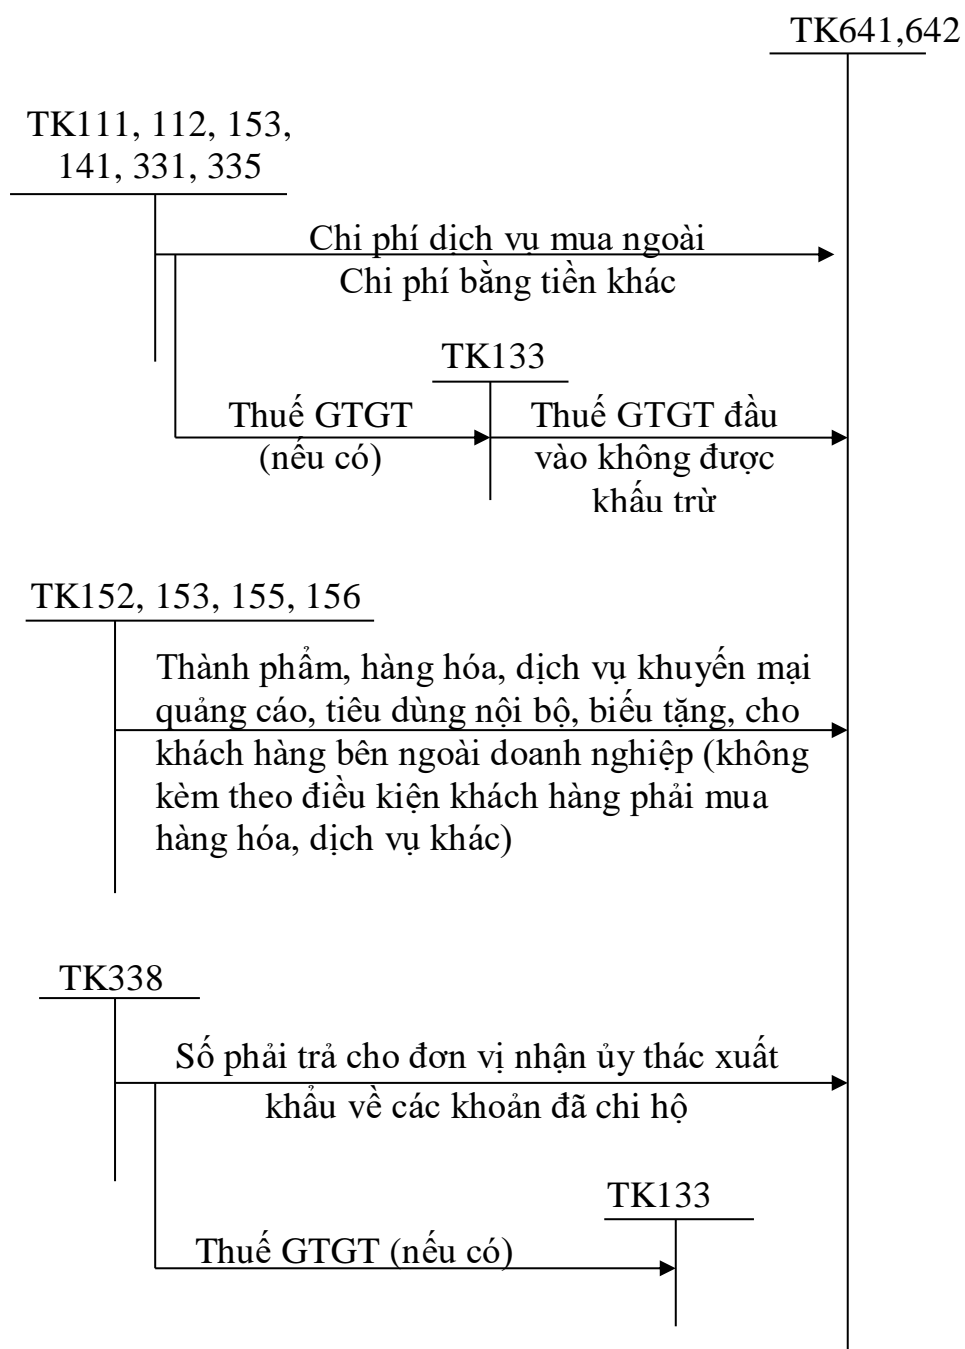 TK641,642
TK111, 112, 153,
141, 331, 335
Chi phí dịch vụ mua ngoài
Chi phí bằng tiền khác
TK133
Thuế GTGT
(nếu có)
Thuế GTGT đầu
vào không được
khấu trừ
TK152, 153, 155, 156
Thành phẩm, hàng hóa, dịch vụ khuyến mại
quảng cáo, tiêu dùng nội bộ, biếu tặng, cho
khách hàng bên ngoài doanh nghiệp (không
kèm theo điều kiện khách hàng phải mua
hàng hóa, dịch vụ khác)
TK338
Số phải trả cho đơn vị nhận ủy thác xuất
khẩu về các khoản đã chi hộ
TK133
Thuế GTGT (nếu có)